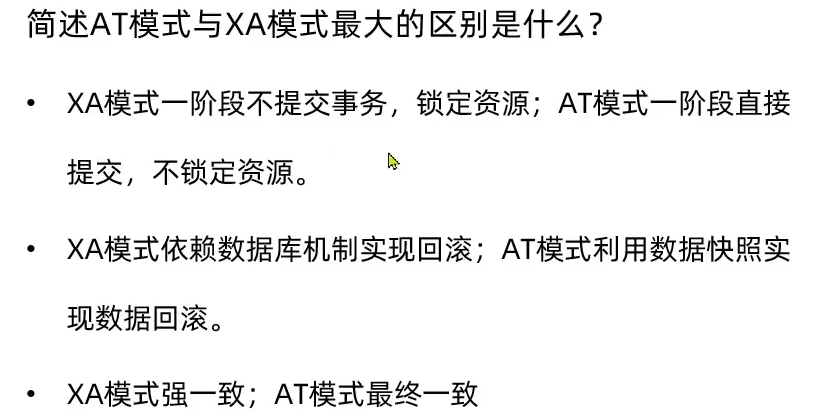 简述AT模式与XA模式最大的区别是什么？
• XA模式一阶段不提交事务，锁定资源；AT模式一阶段直接
提交，不锁定资源。
• XA模式依赖数据库机制实现回滚；AT模式利用数据快照实
现数据回滚。
• XA模式强一致；AT模式最终一致